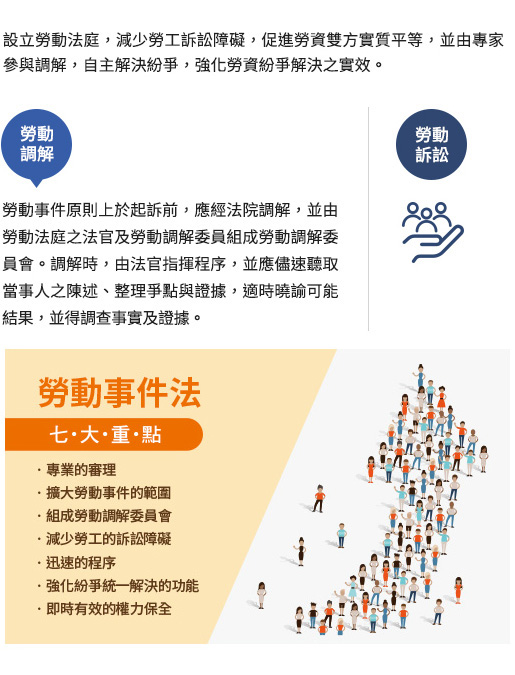 設立勞動法庭，減少勞工訴訟障礙，促進勞資雙方實質平等，並由專家
參與調解，自主解決紛爭，強化勞資紛爭解決之實效。
勞動
調解
勞動事件原則上於起訴前，應經法院調解，並由
勞動法庭之法官及勞動調解委員組成勞動調解委
員會。調解時，由法官指揮程序，並應儘速聽取
當事人之陳述、整理爭點與證據，適時曉諭可能
結果，並得調查事實及證據。
勞動
訴訟
勞動事件法
七・大・重・點
・專業的審理
・擴大勞動事件的範圍
・組成勞動調解委員會
・減少勞工的訴訟障礙
・迅速的程序
・強化紛爭統一解決的功能
・即時有效的權力保全